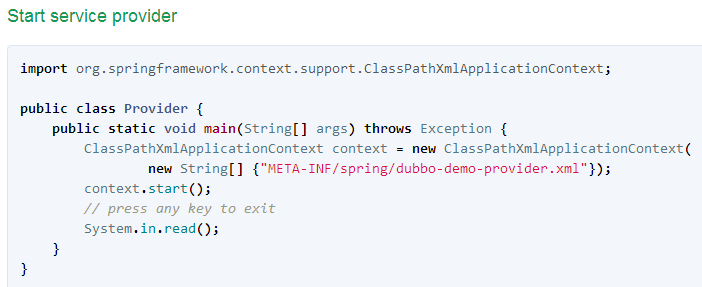 Start service provider
import org.springframework.context.support.ClassPathXmlApplicationContext;
public class Provider {
    public static void main(String[] args) throws Exception {
        ClassPathXmlApplicationContext context = new ClassPathXmlApplicationContext(
                new String[] {"META-INF/spring/dubbo-demo-provider.xml"});
        context.start();
        // press any key to exit
        System.in.read();
    }
}